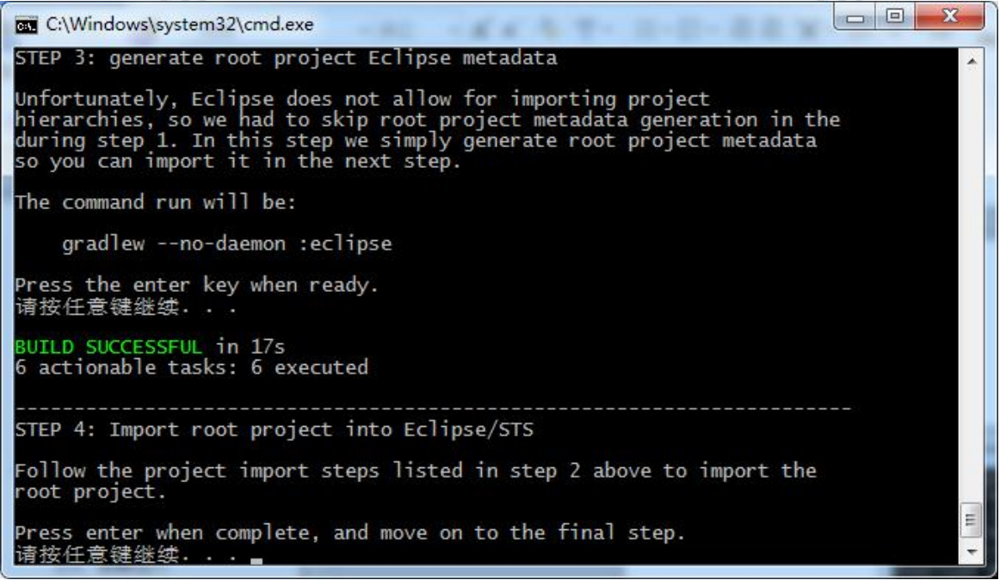 C:\Windows\system32\cmd.exe
STEP 3: generate root project Eclipse metadata
Unfortunately, Eclipse does not allow for importing project
hierarchies, so we had to skip root project metadata generation in the
during step 1. In this step we simply generate root project metadata
so you can import it in the next step.
The command run will be:
gradlew --no-daemon :eclipse
Press the enter key when ready.
请按任意键继续. . .
BUILD SUCCESSFUL in 17s
6 actionable tasks: 6 executed
-----------------------------------------------------------------------
STEP 4: Import root project into Eclipse/STS
Follow the project import steps listed in step 2 above to import the
root project.
Press enter when complete, and move on to the final step.
请按任意键继续. . .